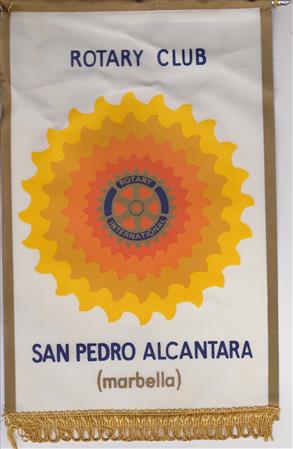 ROTARY CLUB
ROTARY
INTERNATIONAL
SAN PEDRO ALCANTARA
(marbella)